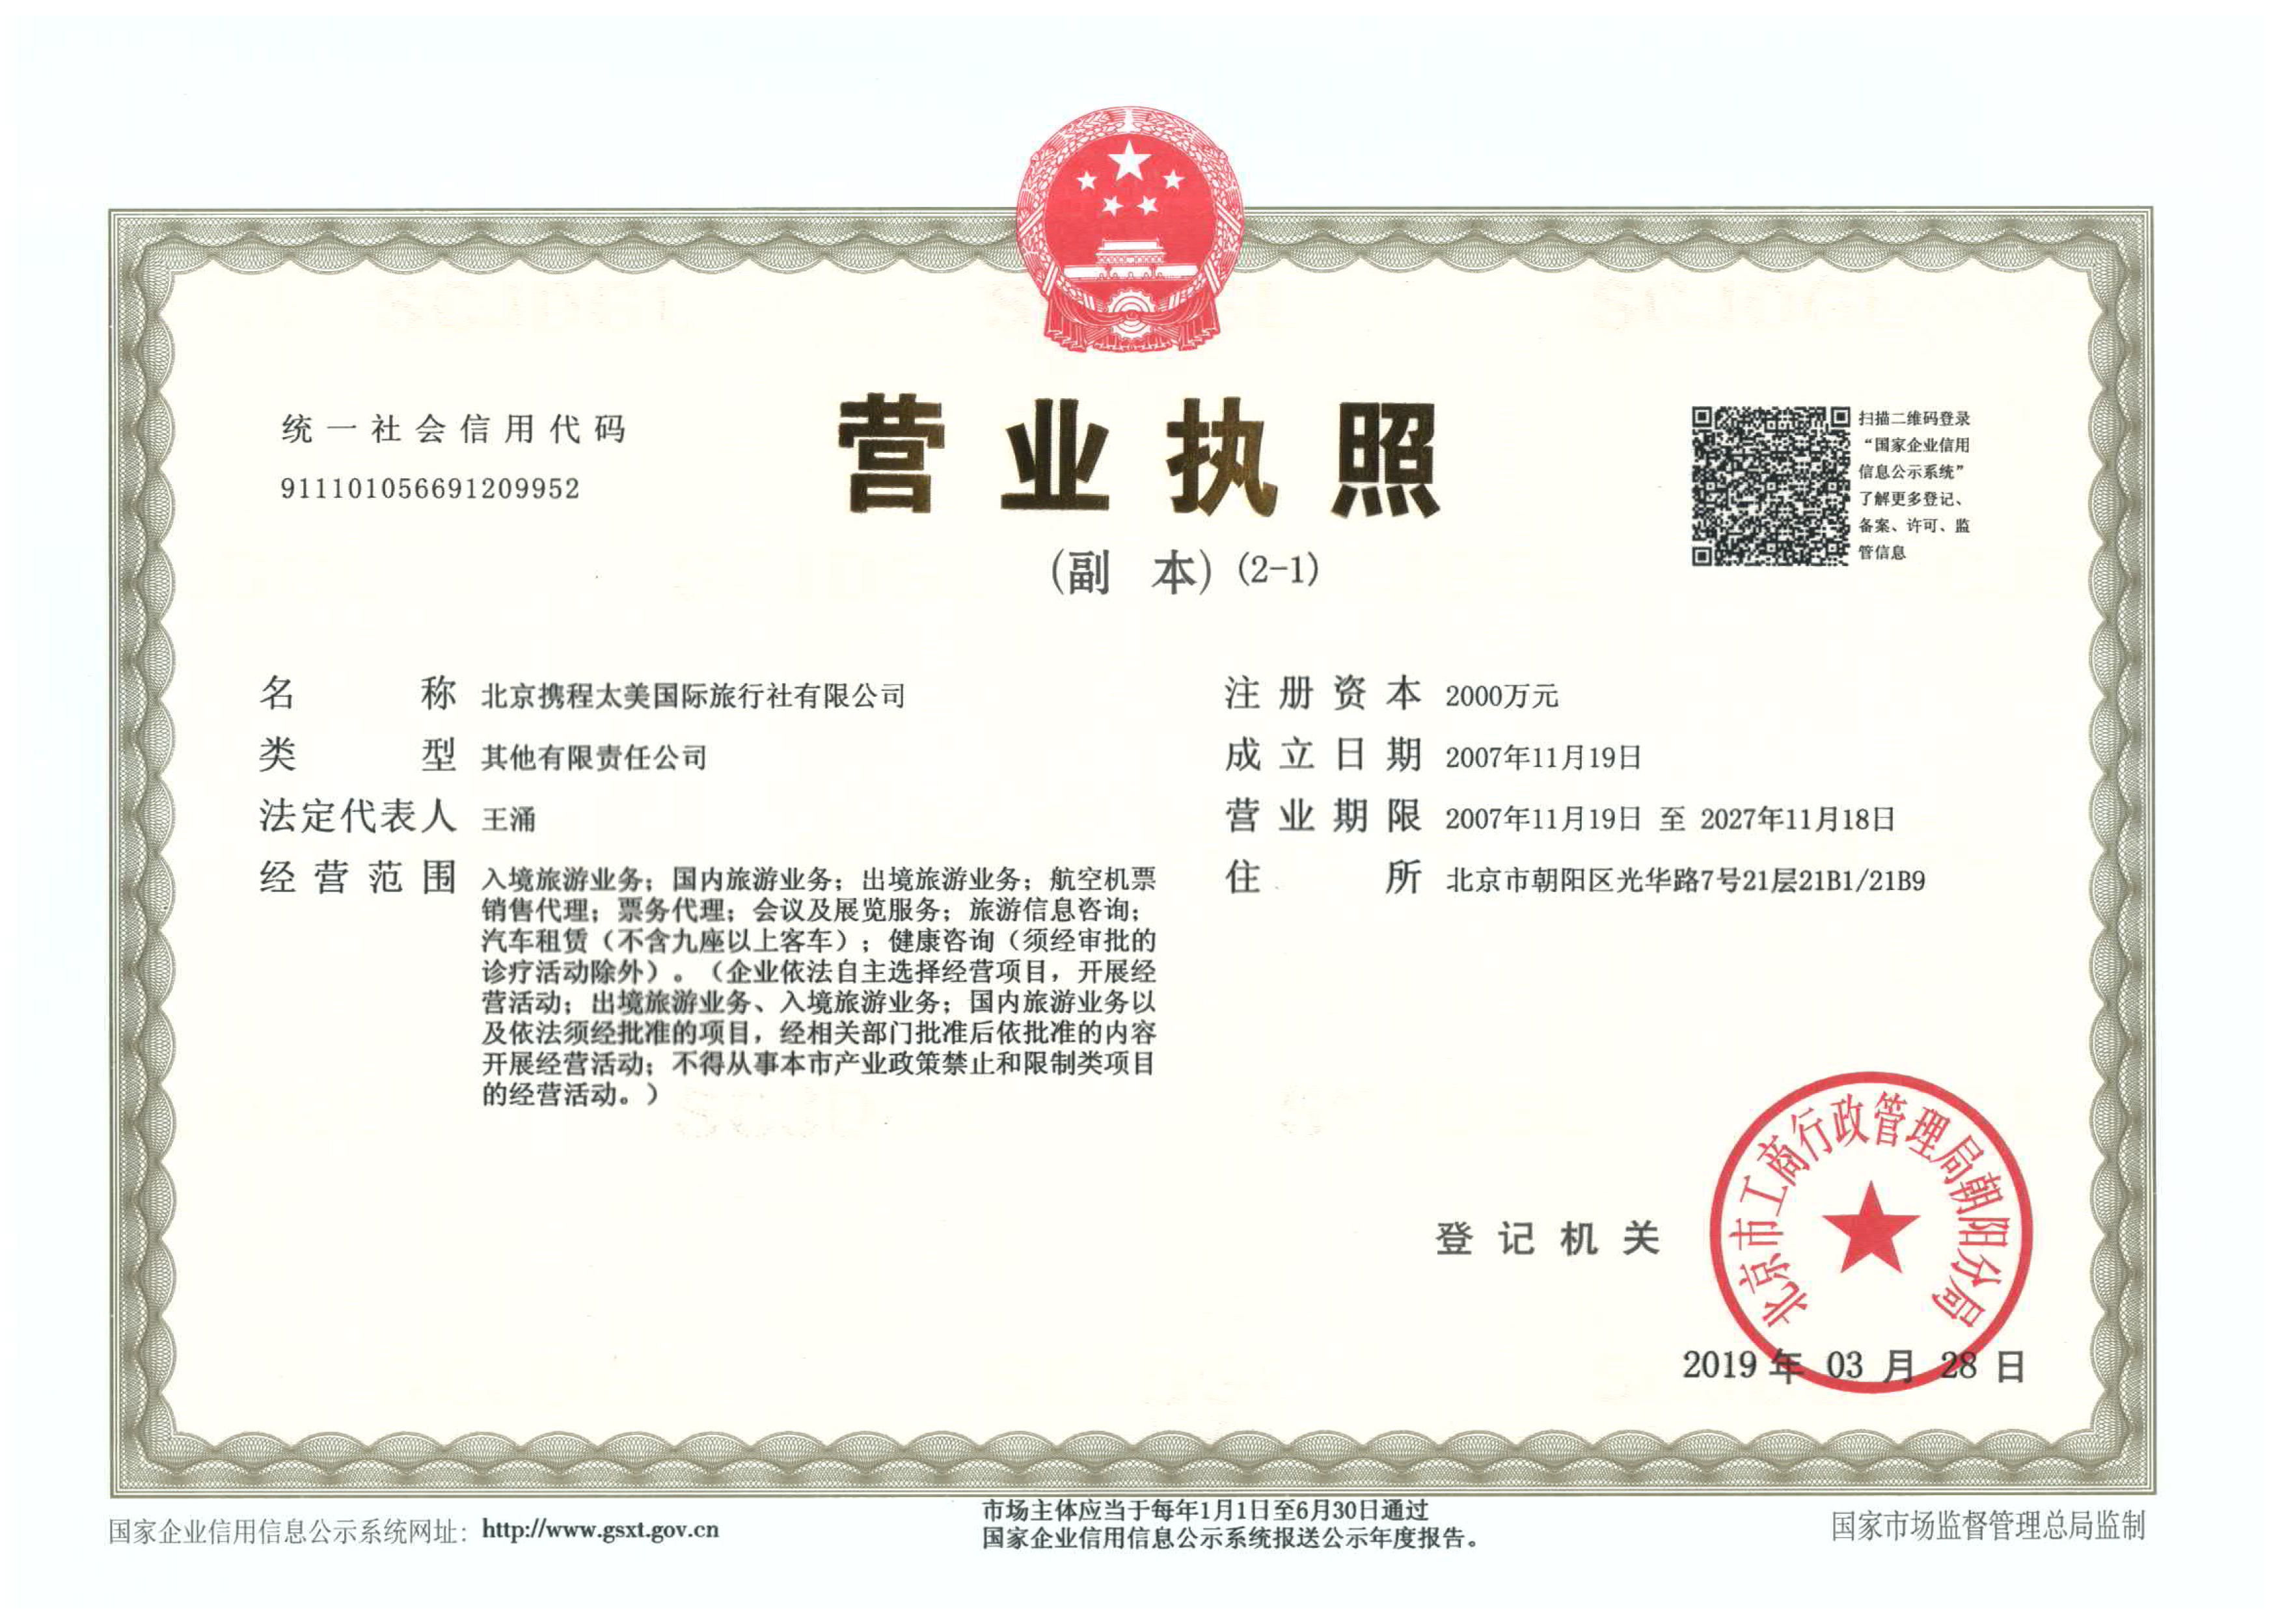 统一社会信用代码
911101056691209952
营业执照
(副 本) (2-1)
扫描二维码登录
“国家企业信用
信息公示系统”
了解更多登记、
备案、许可、监
管信息
名 称 北京携程太美国际旅行社有限公司
类 型 其他有限责任公司
法定代表人 王涌
经营范围 入境旅游业务；国内旅游业务；出境旅游业务；航空机票
销售代理；票务代理；会议及展览服务；旅游信息咨询；
汽车租赁（不含九座以上客车）；健康咨询（须经审批的
诊疗活动除外）。（企业依法自主选择经营项目，开展经
营活动；出境旅游业务、入境旅游业务；国内旅游业务以
及依法须经批准的项目，经相关部门批准后依批准的内容
开展经营活动；不得从事本市产业政策禁止和限制类项目
的经营活动。）
注册资本 2000万元
成立日期 2007年11月19日
营业期限 2007年11月19日 至 2027年11月18日
住 所 北京市朝阳区光华路7号21层21B1/21B9
登记机关
北京市工商行政管理局朝阳分局
2019 年 03 月 28 日
国家企业信用信息公示系统网址：http://www.gsxt.gov.cn
市场主体应当于每年1月1日至6月30日通过
国家企业信用信息公示系统报送公示年度报告。
国家市场监督管理总局监制